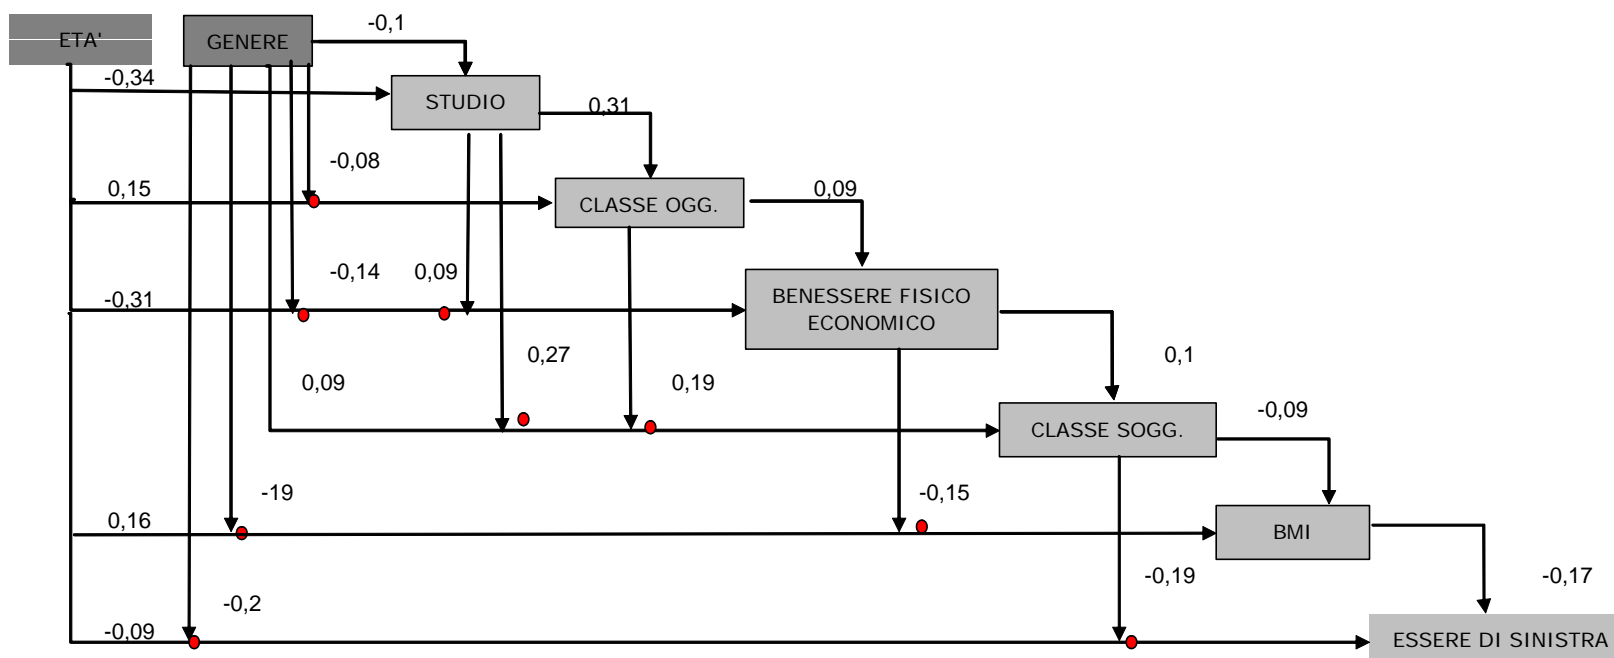 -0,1
ETA' GENERE
-0,34
STUDIO 0,31
-0,08
0,15 0,09
CLASSE OGG.
-0,14 0,09
-0,31 BENESSERE FISICO
ECONOMICO
0,27 0,1
0,09 0,19
-0,09
CLASSE SOGG.
-19 -0,15
0,16
BMI
-0,19 -0,17
-0,2
-0,09
ESSERE DI SINISTRA